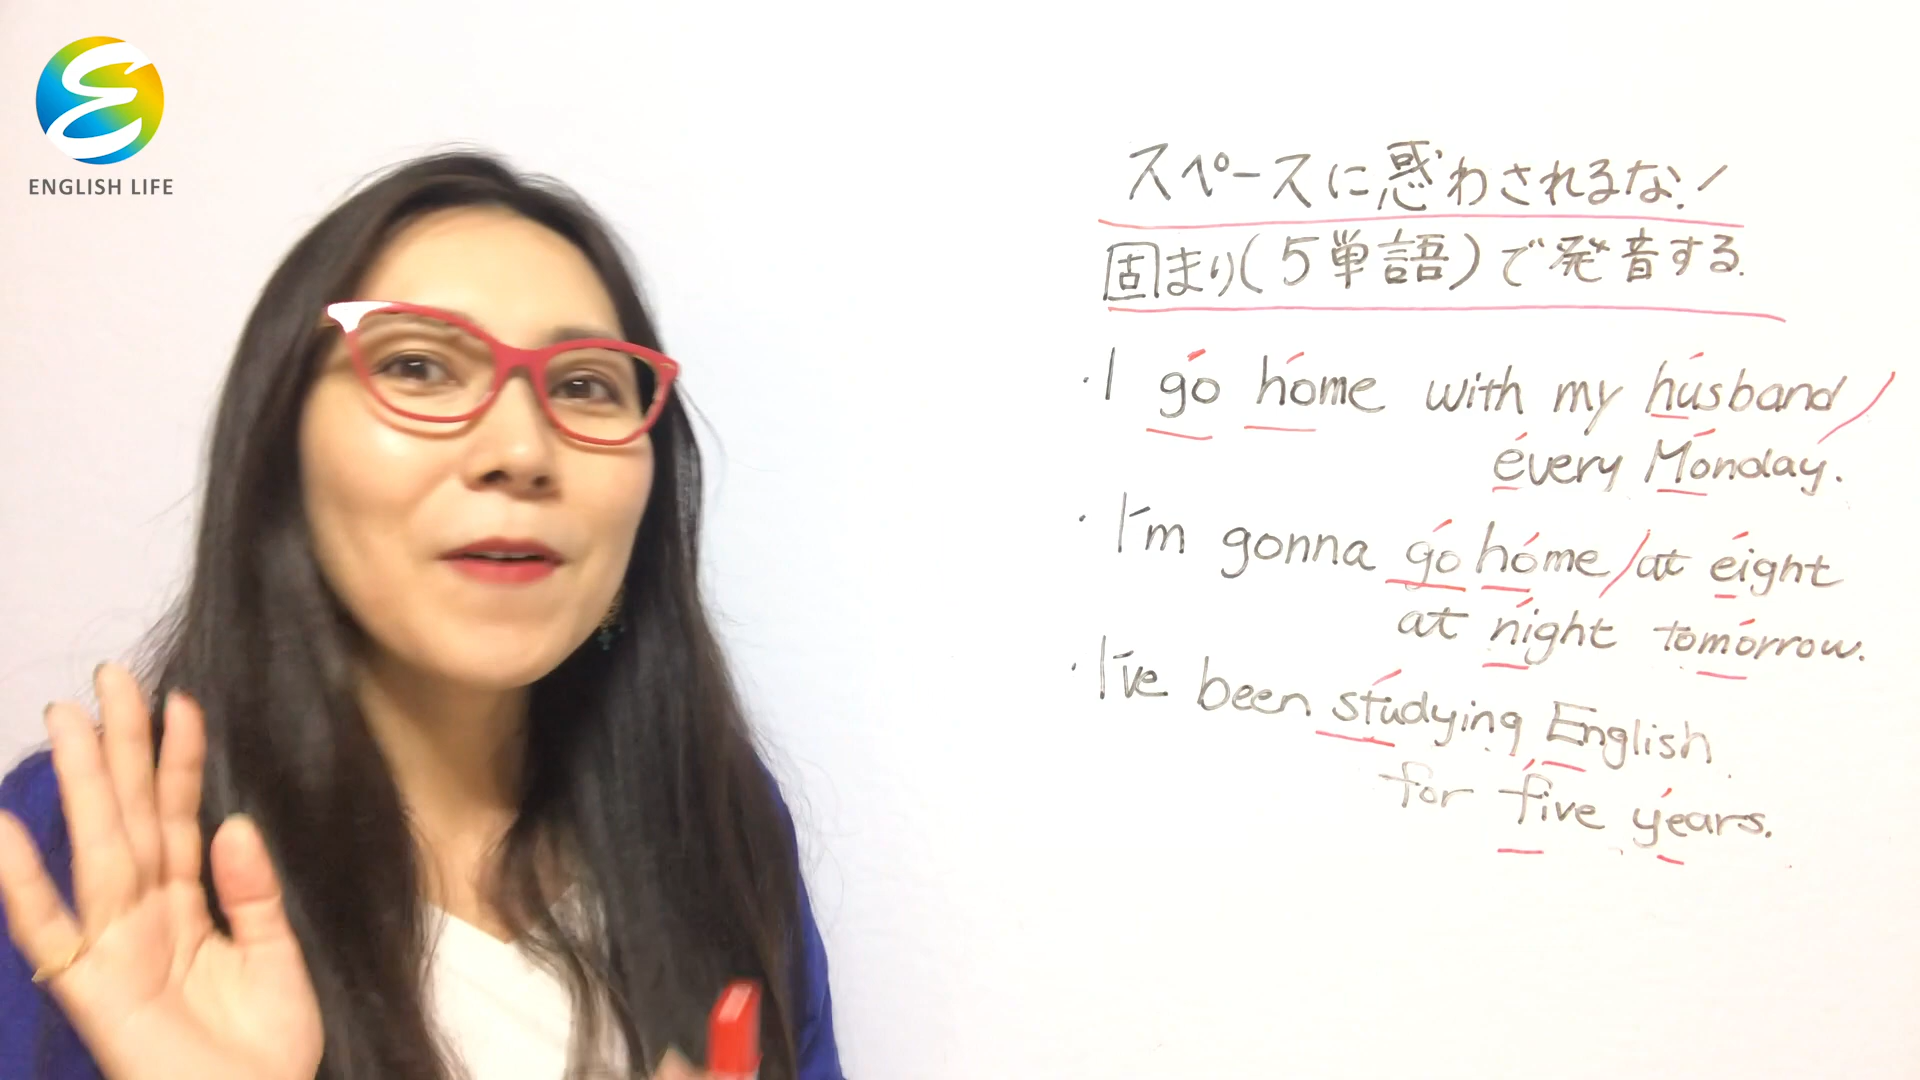 ENGLISH LIFE
スペースに惑わされるな!
固まり(5単語)で発音する.
・I go home with my husband/
every Monday.
・I'm gonna go home/at eight
at night tomorrow.
・I've been studying English
for five years.